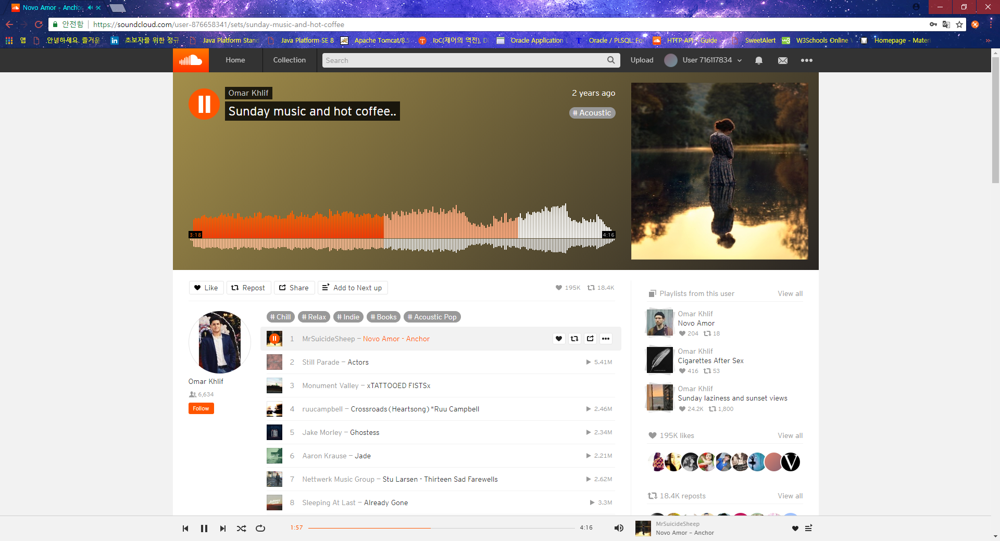 Novo Amor - Anchor
안전함
https://soundcloud.com/user-876658341/sets/sunday-music-and-hot-coffee
앱
안녕하세요. 즐거운
초보자를 위한 정규
Java Platform Stand
Java Platform SE 8
Apache Tomcat/8.5
IoC(제어의 역전), D
Oracle Application
Oracle / PLSQL:
HTTP API - Guide
SweetAlert
W3Schools Online
Homepage - Materi
Home
Collection
Search
Upload
User 716117834
Omar Khlif
Sunday music and hot coffee..
2 years ago
# Acoustic
3:18
4:16
Like
Repost
Share
Add to Next up
195K
18.4K
# Chill
# Relax
# Indie
# Books
# Acoustic Pop
Omar Khlif
6,634
Follow
1 MrSuicideSheep – Novo Amor - Anchor
2 Still Parade – Actors 5.41M
3 Monument Valley – xTATTOOED FISTSx
4 ruucampbell – Crossroads (Heartsong) *Ruu Campbell 2.46M
5 Jake Morley – Ghostess 2.34M
6 Aaron Krause – Jade 2.21M
7 Nettwerk Music Group – Stu Larsen - Thirteen Sad Farewells 2.62M
8 Sleeping At Last – Already Gone 3.3M
Playlists from this user
View all
Omar Khlif
Novo Amor
204 18
Omar Khlif
Cigarettes After Sex
416 53
Omar Khlif
Sunday laziness and sunset views
24.2K 1,800
195K likes
View all
V
18.4K reposts
View all
1:57
4:16
MrSuicideSheep
Novo Amor – Anchor